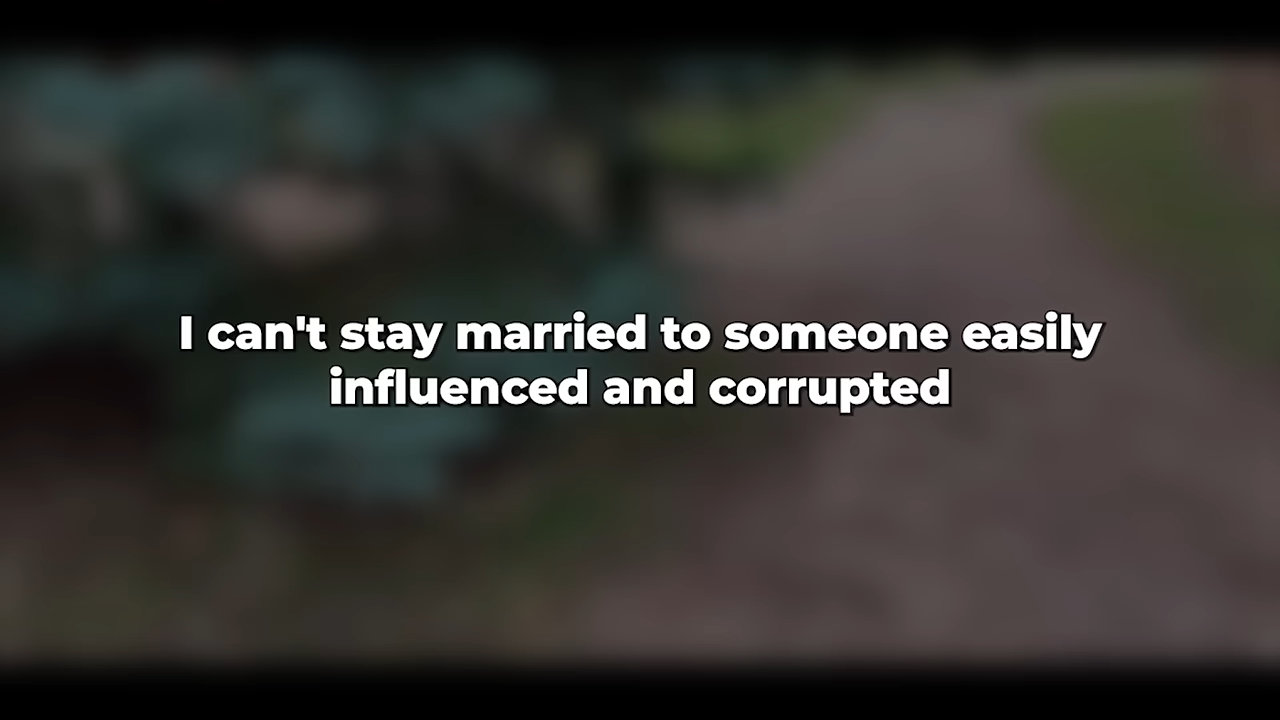 I can't stay married to someone easily
influenced and corrupted